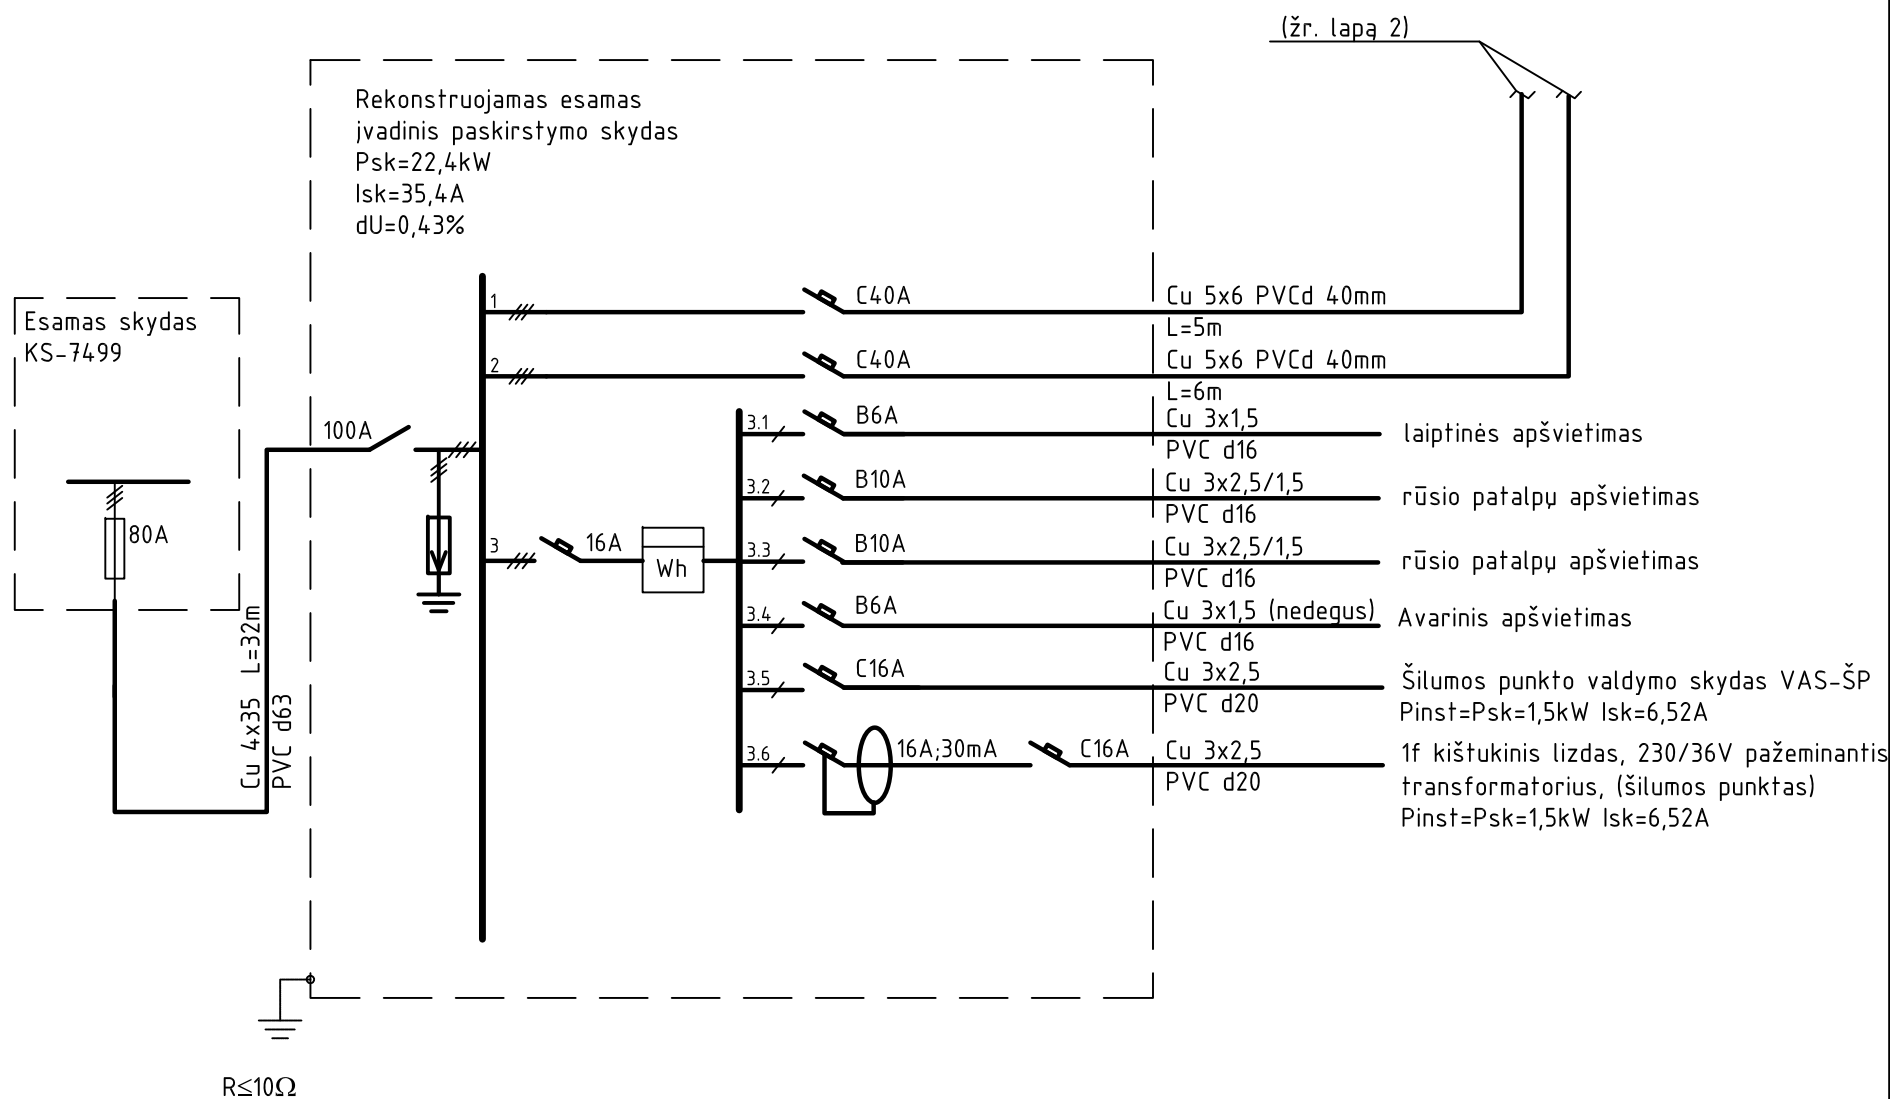 (žr. lapą 2)
Rekonstruojamas esamas
įvadinis paskirstymo skydas
Psk=22,4kW
Isk=35,4A
dU=0,43%
Esamas skydas
KS-7499
80A
Cu 4x35 L=32m
PVC d63
100A
1
C40A
Cu 5x6 PVCd 40mm
L=5m
2
C40A
Cu 5x6 PVCd 40mm
L=6m
3
16A
Wh
3.1
B6A
Cu 3x1,5
PVC d16
laiptinės apšvietimas
3.2
B10A
Cu 3x2,5/1,5
PVC d16
rūsio patalpų apšvietimas
3.3
B10A
Cu 3x2,5/1,5
PVC d16
rūsio patalpų apšvietimas
3.4
B6A
Cu 3x1,5 (nedegus)
PVC d16
Avarinis apšvietimas
3.5
C16A
Cu 3x2,5
PVC d20
Šilumos punkto valdymo skydas VAS-ŠP
Pinst=Psk=1,5kW Isk=6,52A
3.6
16A;30mA
C16A
Cu 3x2,5
PVC d20
1f kištukinis lizdas, 230/36V pažeminantis
transformatorius, (šilumos punktas)
Pinst=Psk=1,5kW Isk=6,52A
R≤10Ω